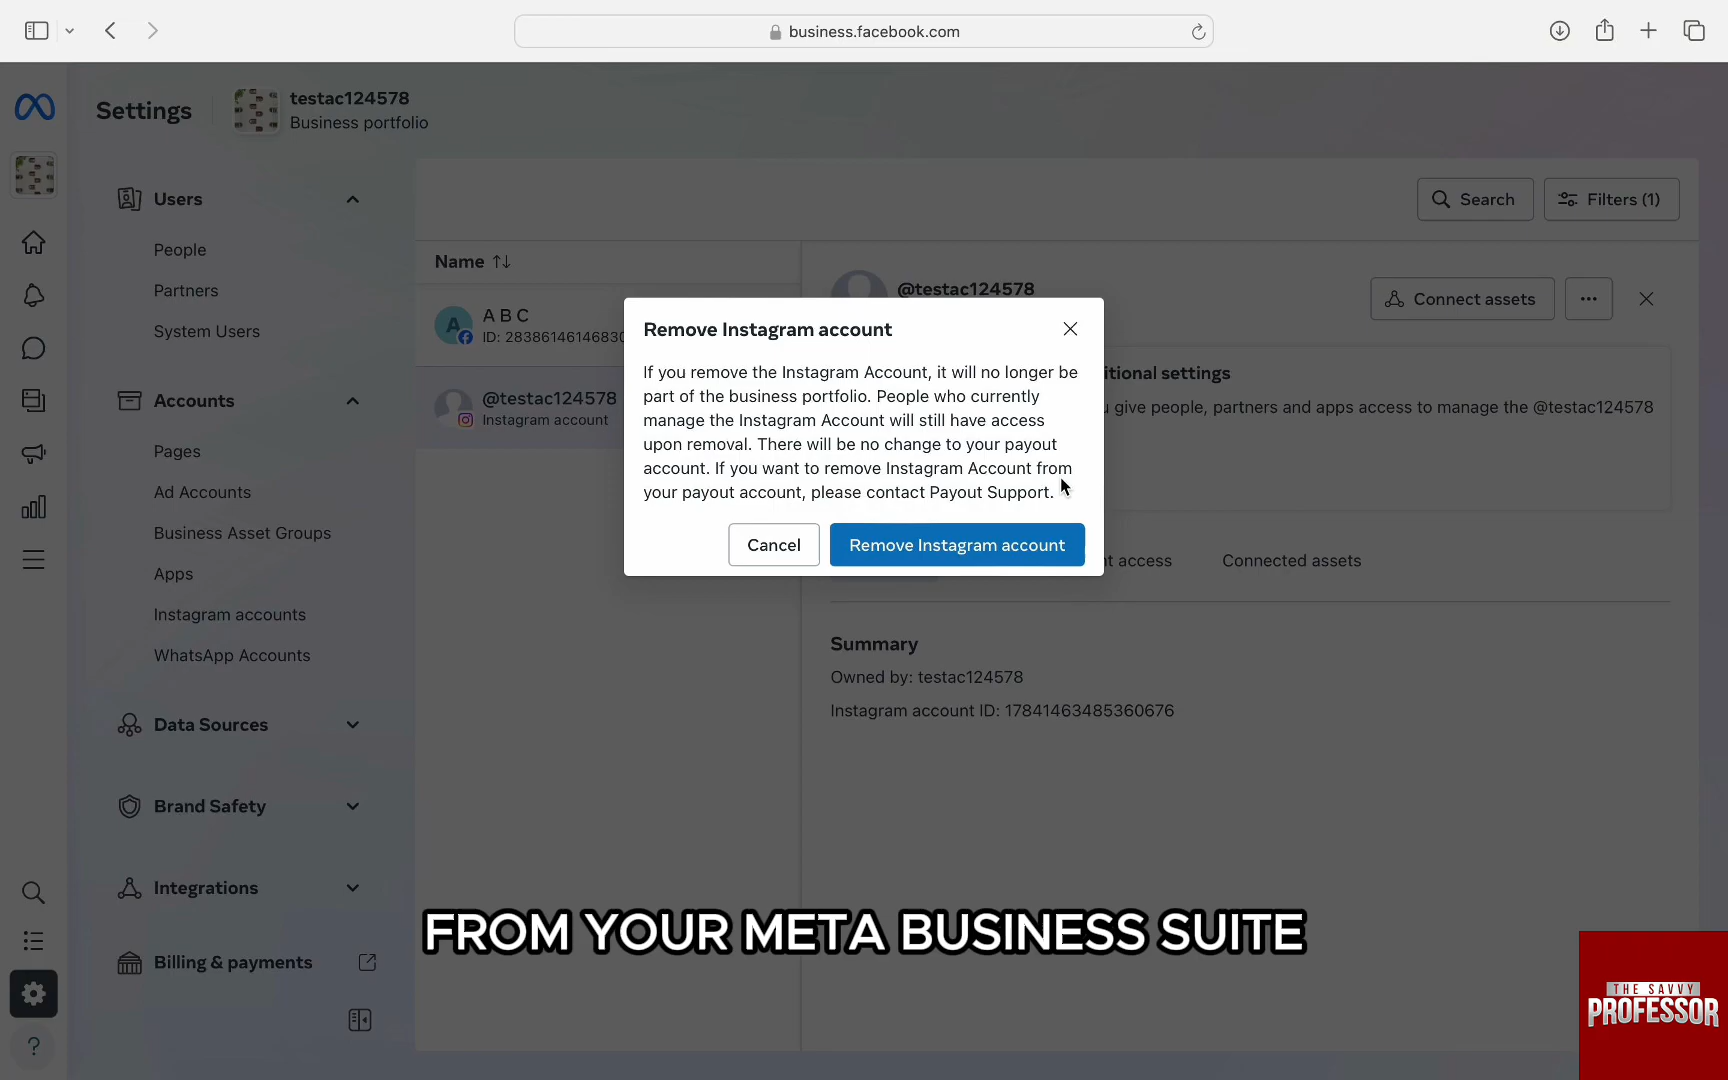 business.facebook.com
Settings
testac124578
Business portfolio
Users
People
Partners
System Users
Accounts
Pages
Ad Accounts
Business Asset Groups
Apps
Instagram accounts
WhatsApp Accounts
Data Sources
Brand Safety
Integrations
Billing & payments
?
Search
Filters (1)
Name
A
A B C
ID: 28386146146830
@testac124578
Instagram account
@testac124578
Connect assets
itional settings
give people, partners and apps access to manage the @testac124578
Remove Instagram account
If you remove the Instagram Account, it will no longer be
part of the business portfolio. People who currently
manage the Instagram Account will still have access
upon removal. There will be no change to your payout
account. If you want to remove Instagram Account from
your payout account, please contact Payout Support.
Cancel
Remove Instagram account
access
Connected assets
Summary
Owned by: testac124578
Instagram account ID: 17841463485360676
FROM YOUR META BUSINESS SUITE
THE SAVVY
PROFESSOR